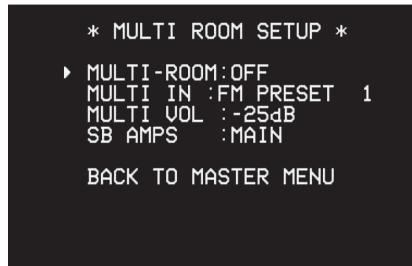 * MULTI ROOM SETUP *
MULTI-ROOM:OFF
MULTI IN :FM PRESET 1
MULTI VOL :-25dB
SB AMPS :MAIN
BACK TO MASTER MENU